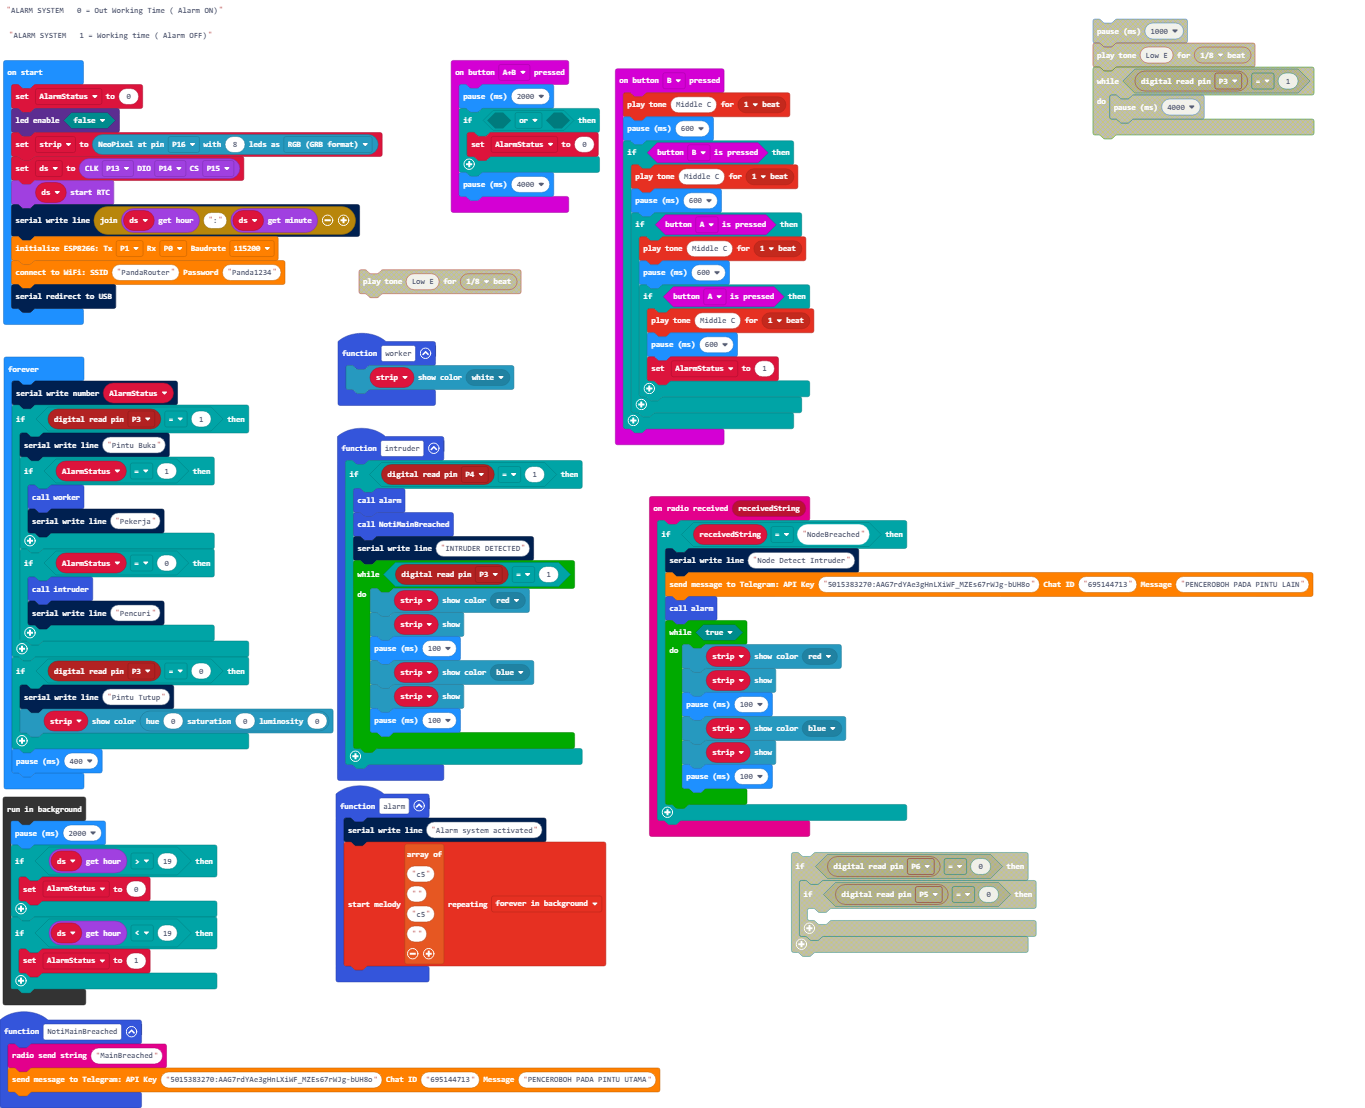 "ALARM SYSTEM 0 = Out Working Time ( Alarm ON)"
"ALARM SYSTEM 1 = Working time ( Alarm OFF)"
on start
set AlarmStatus to 0
led enable false
set strip to NeoPixel at pin P16 with 8 leds as RGB (GRB format)
set ds to CLK P13 DIO P14 CS P15
ds start RTC
serial write line join ds get hour ":" ds get minute
initialize ESP8266: Tx P1 Rx P0 Baudrate 115200
connect to WiFi: SSID "PandaRouter" Password "Panda1234"
serial redirect to USB
forever
serial write number AlarmStatus
if digital read pin P3 = 1 then
serial write line "Pintu Buka"
if AlarmStatus = 1 then
call worker
serial write line "Pekerja"
if AlarmStatus = 0 then
call intruder
serial write line "Pencuri"
if digital read pin P3 = 0 then
serial write line "Pintu Tutup"
strip show color hue 0 saturation 0 luminosity 0
pause (ms) 400
run in background
pause (ms) 2000
if ds get hour > 19 then
set AlarmStatus to 0
if ds get hour < 19 then
set AlarmStatus to 1
function NotiMainBreached
radio send string "MainBreached"
send message to Telegram: API Key "5015383270:AAG7rdYAe3gHnLXiWF_MZEs67rWJg-bUH8o" Chat ID "695144713" Message "PENCEROBOH PADA PINTU UTAMA"
on button A+B pressed
pause (ms) 2000
if or then
set AlarmStatus to 0
pause (ms) 4000
play tone Low E for 1/8 beat
function worker
strip show color white
function intruder
if digital read pin P4 = 1 then
call alarm
call NotiMainBreached
serial write line "INTRUDER DETECTED"
while digital read pin P3 = 1
do strip show color red
strip show
pause (ms) 100
strip show color blue
strip show
pause (ms) 100
function alarm
serial write line "Alarm system activated"
array of
"c5"
" "
"c5"
" "
start melody repeating forever in background
on button B pressed
play tone Middle C for 1 beat
pause (ms) 600
if button B is pressed then
play tone Middle C for 1 beat
pause (ms) 600
if button A is pressed then
play tone Middle C for 1 beat
pause (ms) 600
if button A is pressed then
play tone Middle C for 1 beat
pause (ms) 600
set AlarmStatus to 1
on radio received receivedString
if receivedString = "NodeBreached" then
serial write line "Node Detect Intruder"
send message to Telegram: API Key "5015383270:AAG7rdYAe3gHnLXiWF_MZEs67rWJg-bUH8o" Chat ID "695144713" Message "PENCEROBOH PADA PINTU LAIN"
call alarm
while true
do strip show color red
strip show
pause (ms) 100
strip show color blue
strip show
pause (ms) 100
if digital read pin P6 = 0 then
if digital read pin P5 = 0 then
pause (ms) 1000
play tone Low E for 1/8 beat
while digital read pin P3 = 1
do pause (ms) 4000